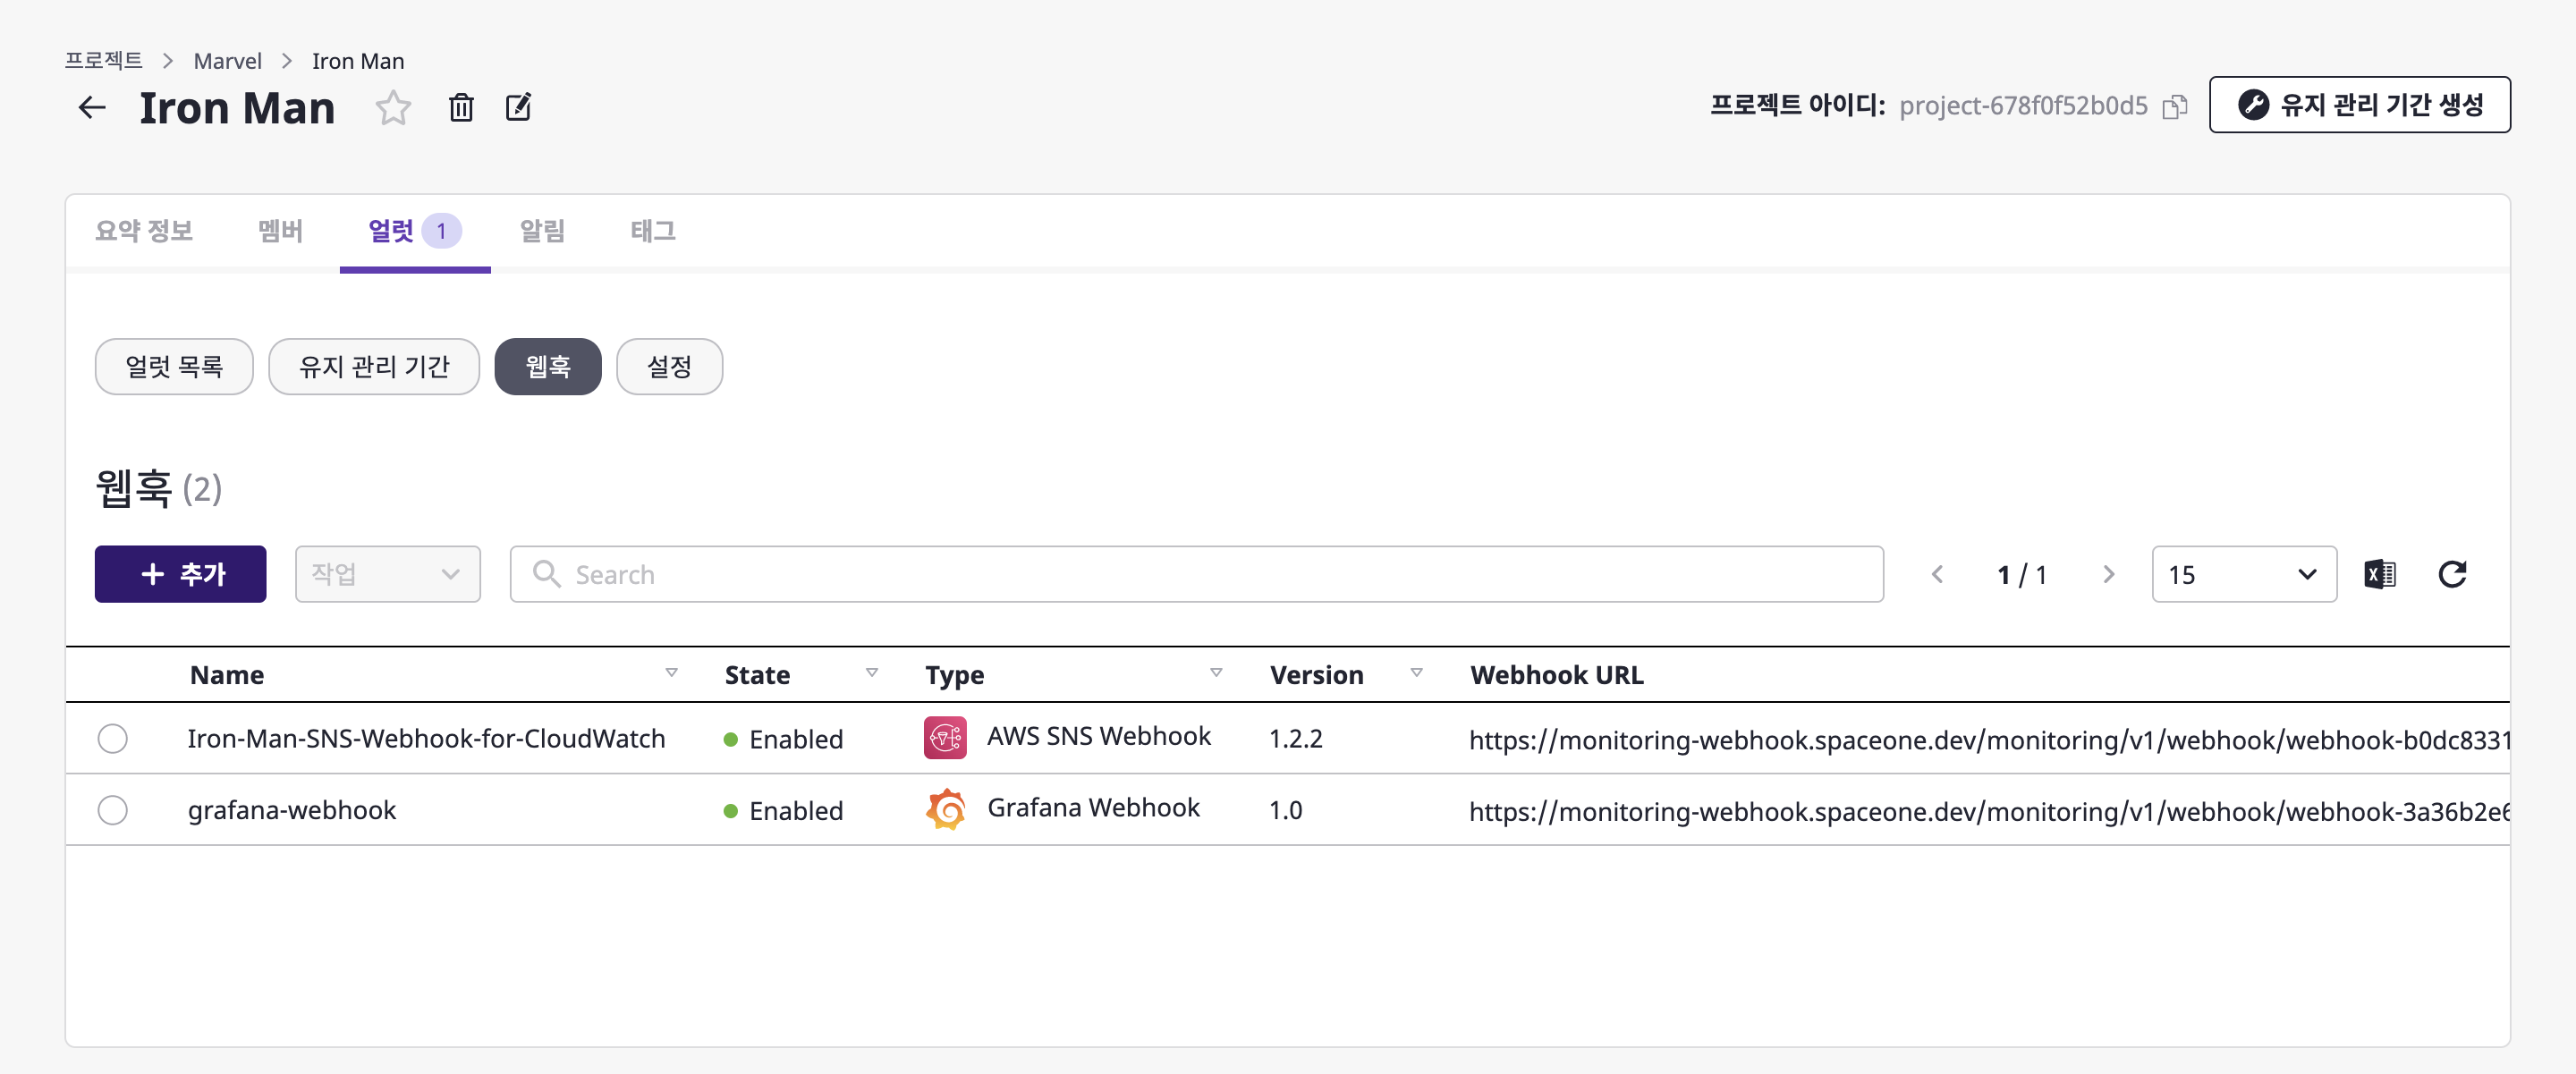 프로젝트 > Marvel > Iron Man
Iron Man
프로젝트 아이디: project-678f0f52b0d5
유지 관리 기간 생성
요약 정보 멤버 얼럿 1 알림 태그
얼럿 목록 유지 관리 기간 웹훅 설정
웹훅 (2)
+ 추가 작업 Search 1 / 1 15
Name State Type Version Webhook URL
Iron-Man-SNS-Webhook-for-CloudWatch Enabled AWS SNS Webhook 1.2.2 https://monitoring-webhook.spaceone.dev/monitoring/v1/webhook/webhook-b0dc8331
grafana-webhook Enabled Grafana Webhook 1.0 https://monitoring-webhook.spaceone.dev/monitoring/v1/webhook/webhook-3a36b2e6